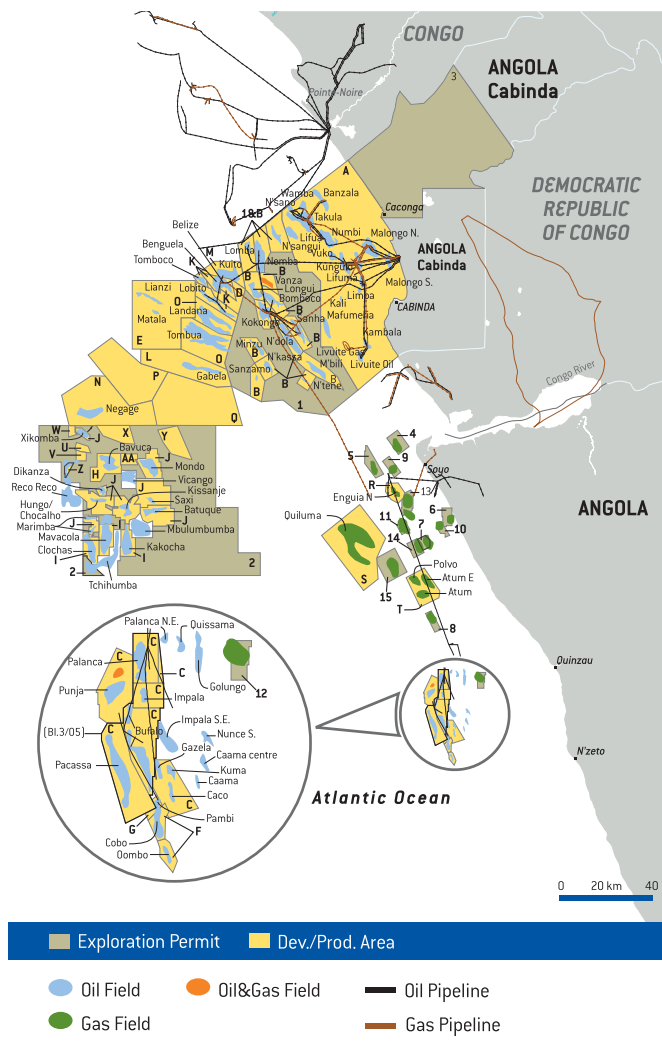 CONGO
ANGOLA
Cabinda
3
Pointe-Noire
DEMOCRATIC
REPUBLIC
OF CONGO
A
Wamba
Banzala
N'sano
Caconga
1&B
Takula
Belize
Lifua
Numbi
Malongo N.
Benguela
M
Lomba
N'sangui
Vuko
ANGOLA
Cabinda
Tomboco
K
Kuito
Nemba
Kungulo
B
B
Vanza
Lifuma
Malongo S.
Lianzi
Lobito
D
Longui
O
K
Bomboco
Limpa
Kali
CABINDA
Landana
B
Matala
Sanha
Mafumeira
Kokongo
Tombua
Kambala
E
Minzu
N'dola
B
L
B
N'kassa
Livuite Gas
O
Sanzamo
M'bili
Livuite Oil
P
Gabela
B
B
B
N'tene
N
1
Negage
Q
Congo River
W
X
Y
4
Xikomba
J
U
Bavuca
5
9
V
AA
J
Soyo
Dikanza
Z
H
Mondo
Reco Reco
J
Vicango
R
13
J
Kissanje
Enguia N
ANGOLA
Hungo/
Chocalho
Saxi
Quiluma
6
Batuque
11
Marimba
J
I
J
7
10
Mavacola
Mbulumbumba
14
Clochas
Kakocha
Polvo
I
I
2
S
Atum E
2
15
Atum
Tchihumba
T
8
Palanca N.E.
Quissama
C
Palanca
C
C
Quinzau
Golungo
Punja
C
Impala
12
C
Impala S.E.
(Bl.3/05)
C
Bufalo
Nunce S.
Gazela
Caama centre
N'zeto
Pacassa
Kuma
Caama
Caco
Atlantic Ocean
C
Pambi
G
F
Cobo
Oombo
0 20 km 40
Exploration Permit
Dev./Prod. Area
Oil Field
Oil&Gas Field
Oil Pipeline
Gas Field
Gas Pipeline